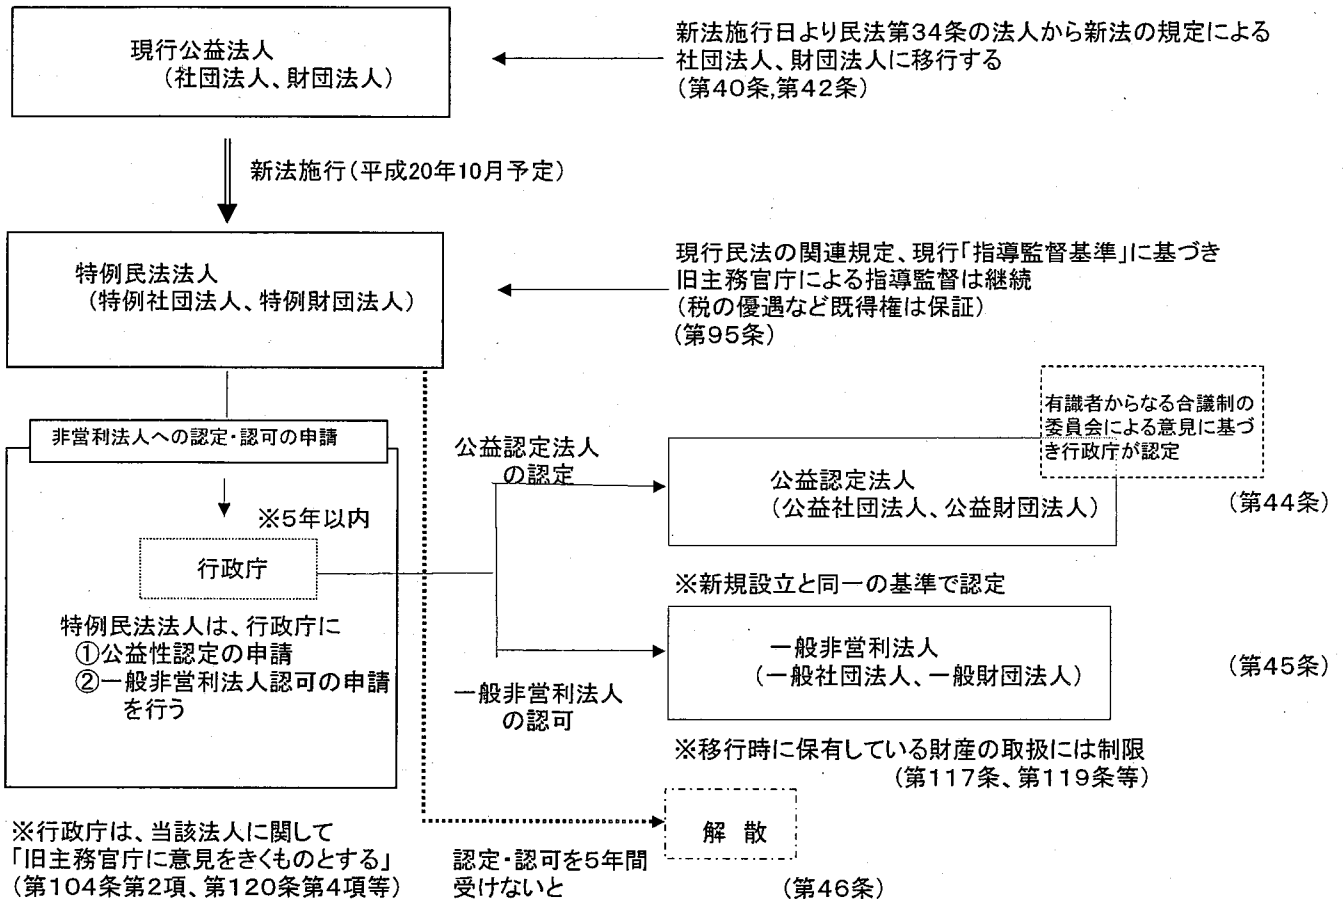 現行公益法人
(社団法人、財団法人)
新法施行日より民法第34条の法人から新法の規定による
社団法人、財団法人に移行する
(第40条,第42条)
新法施行(平成20年10月予定)
特例民法法人
(特例社団法人、特例財団法人)
現行民法の関連規定、現行「指導監督基準」に基づき
旧主務官庁による指導監督は継続
(税の優遇など既得権は保証)
(第95条)
非営利法人への認定・認可の申請
※5年以内
行政庁
特例民法法人は、行政庁に
①公益性認定の申請
②一般非営利法人認可の申請
を行う
公益認定法人
の認定
有識者からなる合議制の
委員会による意見に基づ
き行政庁が認定
公益認定法人
(公益社団法人、公益財団法人)
(第44条)
※新規設立と同一の基準で認定
一般非営利法人
の認可
一般非営利法人
(一般社団法人、一般財団法人)
(第45条)
※移行時に保有している財産の取扱には制限
(第117条、第119条等)
※行政庁は、当該法人に関して
「旧主務官庁に意見をきくものとする」
(第104条第2項、第120条第4項等)
認定・認可を5年間
受けないと
解 散
(第46条)